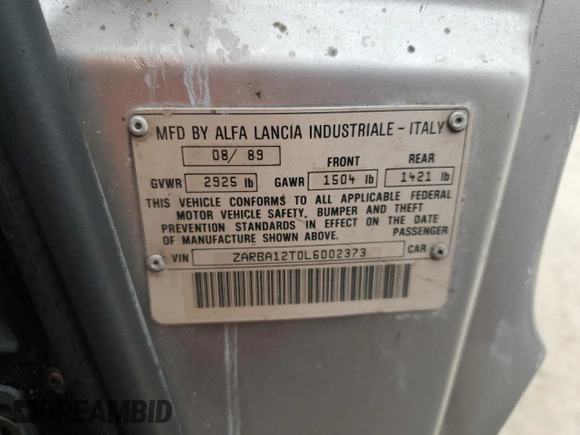 MFD BY ALFA LANCIA INDUSTRIALE - ITALY
08/ 89 FRONT REAR
GVWR 2925 lb GAWR 1504 lb 1421 lb
THIS VEHICLE CONFORMS TO ALL APPLICABLE FEDERAL
MOTOR VEHICLE SAFETY, BUMPER AND THEFT
PREVENTION STANDARDS IN EFFECT ON THE DATE
OF MANUFACTURE SHOWN ABOVE. PASSENGER
VIN ZARBA12T0L6002373 CAR
DREAMBID